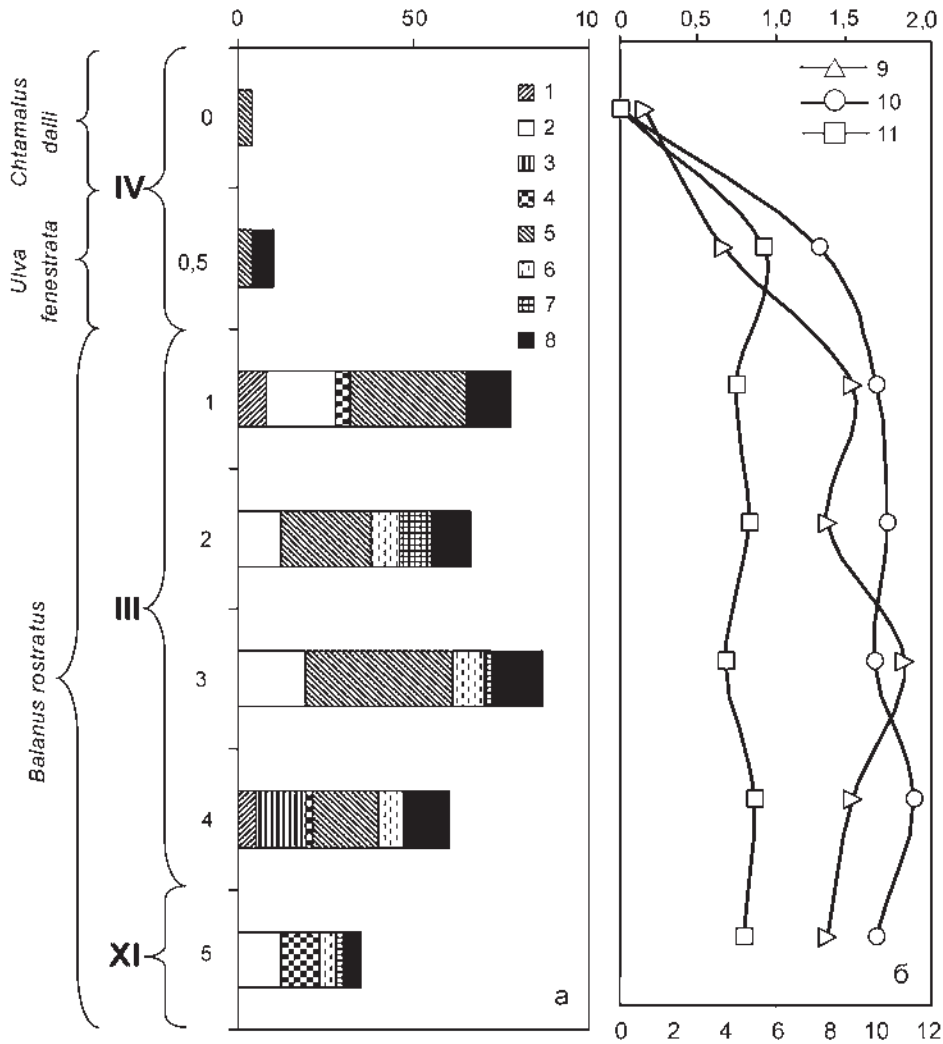 0 50 10
0 0,5 1,0 1,5 2,0
Chtamalus
dalli
Ulva
fenestrata
Balanus rostratus
IV
III
XI
0
0,5
1
2
3
4
5
1
2
3
4
5
6
7
8
а
9
10
11
б
0 2 4 6 8 10 12